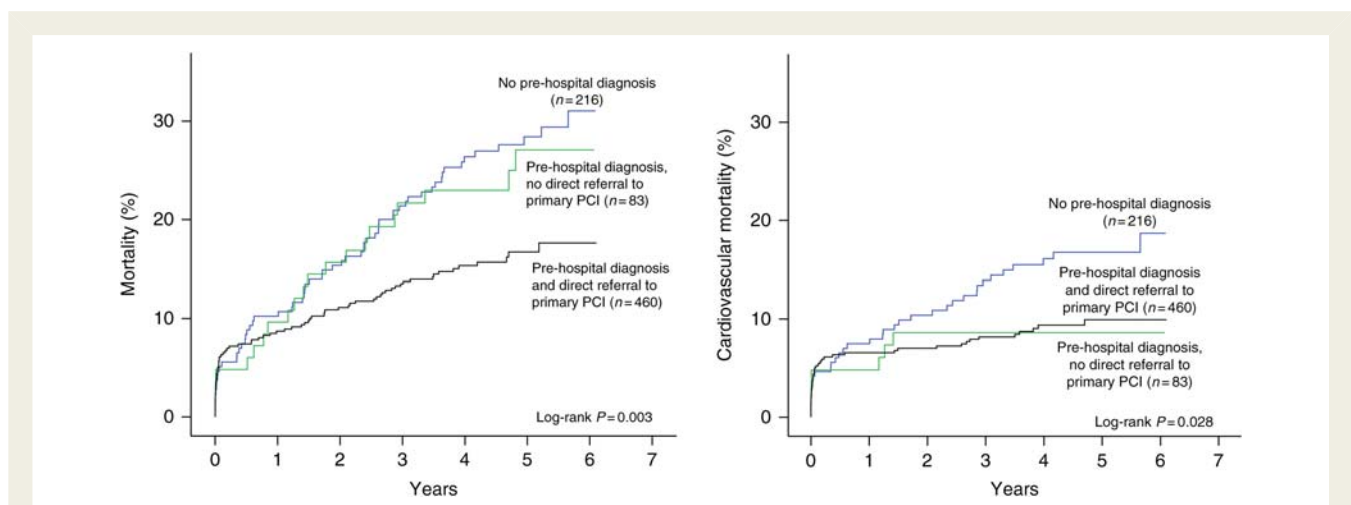 Mortality (%)
30
20
10
0
No pre-hospital diagnosis
(n=216)
Pre-hospital diagnosis,
no direct referral to
primary PCI (n=83)
Pre-hospital diagnosis
and direct referral to
primary PCI (n=460)
Log-rank P=0.003
0 1 2 3 4 5 6 7
Years
Cardiovascular mortality (%)
30
20
10
0
No pre-hospital diagnosis
(n=216)
Pre-hospital diagnosis
and direct referral to
primary PCI (n=460)
Pre-hospital diagnosis,
no direct referral to
primary PCI (n=83)
Log-rank P=0.028
0 1 2 3 4 5 6 7
Years